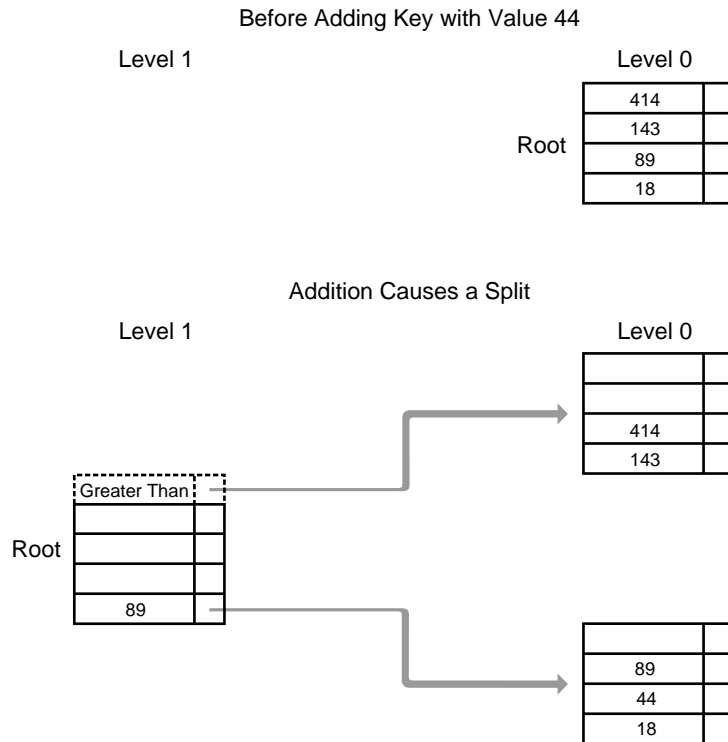 Before Adding Key with Value 44
Level 1
Level 0
414
143
Root
89
18
Addition Causes a Split
Level 1
Level 0
414
143
Greater Than
Root
89
89
44
18